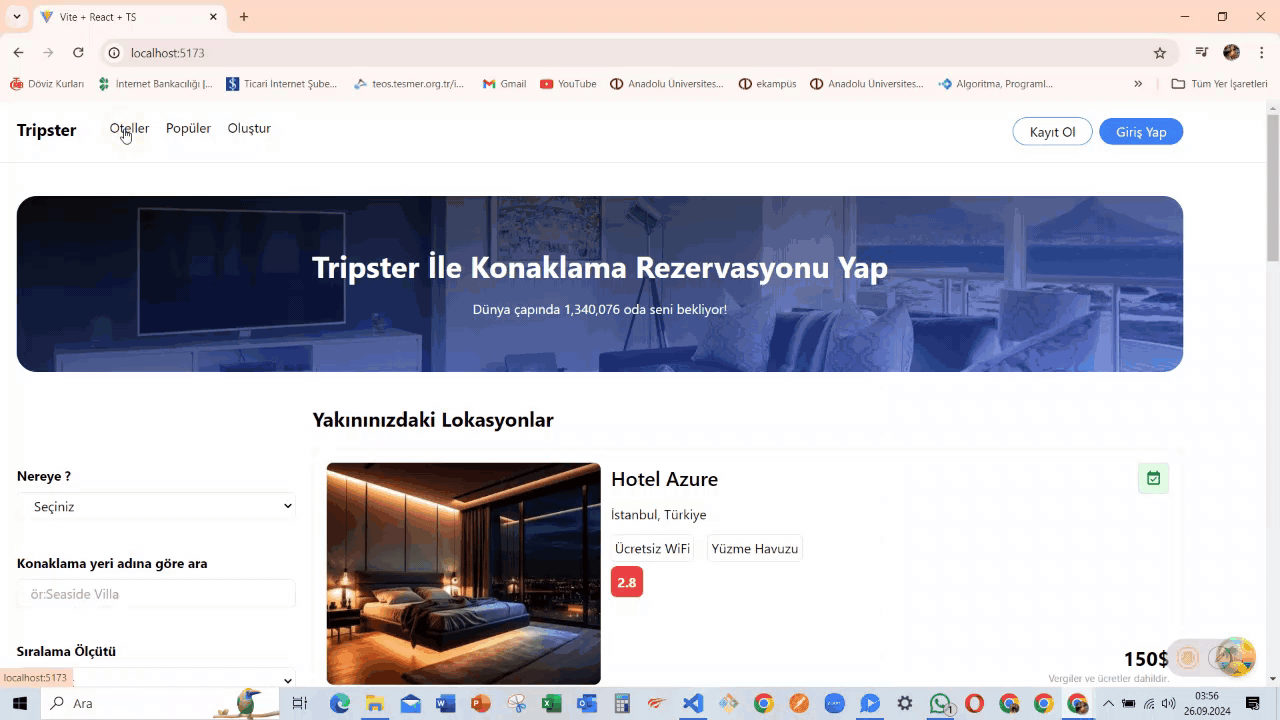 Vite + React + TS
localhost:5173
Döviz Kurları
İnternet Bankacılığı |...
Ticari İnternet Şube...
teos.tesmer.org.tr/i...
Gmail
YouTube
Anadolu Üniversites...
ekampüs
Anadolu Üniversites...
Algoritma, Programl...
Tüm Yer İşaretleri
Tripster
Oteller
Popüler
Oluştur
Kayıt Ol
Giriş Yap
Tripster İle Konaklama Rezervasyonu Yap
Dünya çapında 1,340,076 oda seni bekliyor!
Yakınınızdaki Lokasyonlar
Nereye ?
Seçiniz
Konaklama yeri adına göre ara
ör:Seaside Villa
Sıralama Ölçütü
Hotel Azure
İstanbul, Türkiye
Ücretsiz WiFi
Yüzme Havuzu
2.8
150$
Vergiler ve ücretler dahildir.
localhost:5173
Ara
03:56
26.09.2024